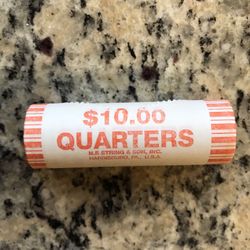 $10.00
QUARTERS
N.F. STRING & SON, INC.
HARRISBURG, PA., U.S.A.